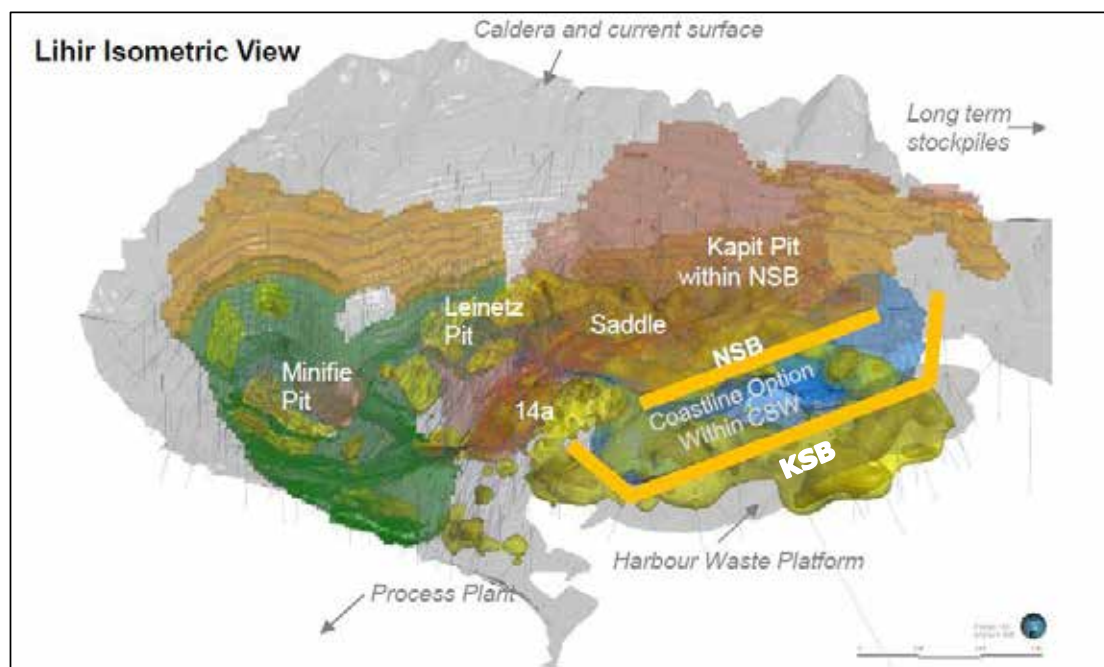 Lihir Isometric View
Caldera and current surface
Long term
stockpiles
Kapit Pit
within NSB
Leinetz
Pit
Saddle
Minifie
Pit
14a
NSB
Coastline Option
Within CSW
KSB
Harbour Waste Platform
Process Plant